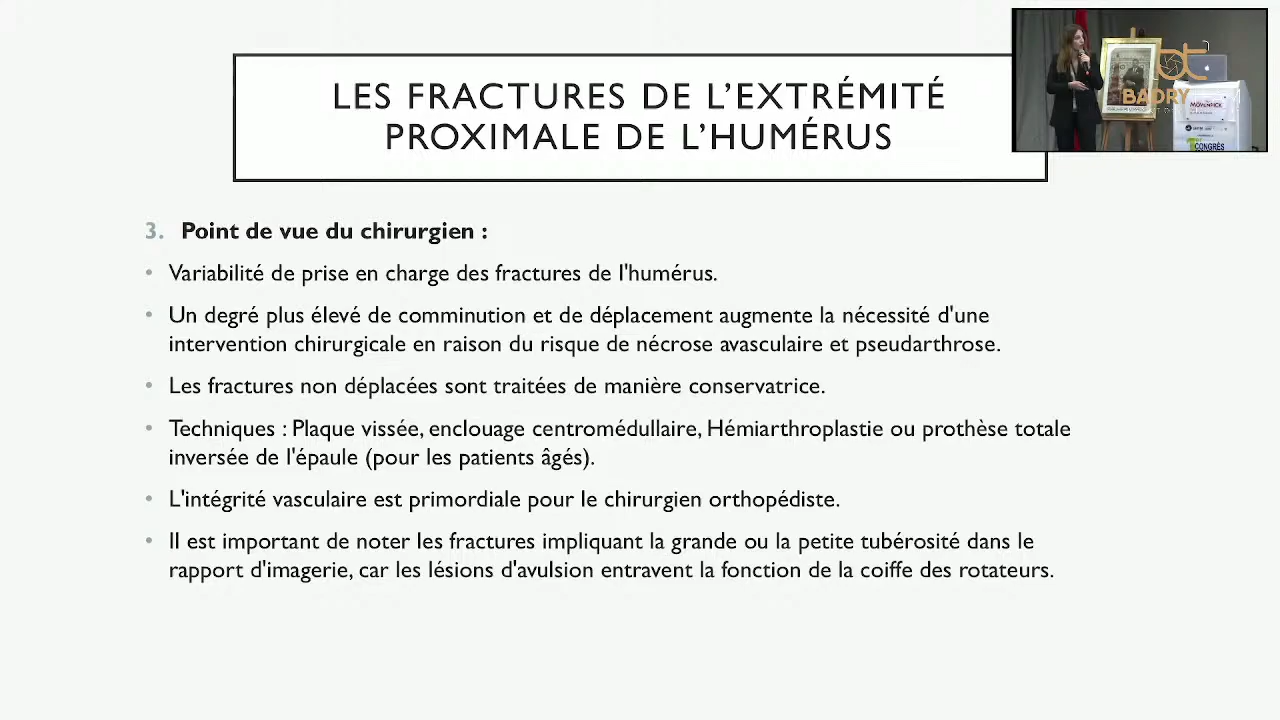 LES FRACTURES DE L'EXTRÉMITÉ
PROXIMALE DE L'HUMÉRUS
3. Point de vue du chirurgien :
• Variabilité de prise en charge des fractures de l'humérus.
• Un degré plus élevé de comminution et de déplacement augmente la nécessité d'une
intervention chirurgicale en raison du risque de nécrose avasculaire et pseudarthrose.
• Les fractures non déplacées sont traitées de manière conservatrice.
• Techniques : Plaque vissée, enclouage centromédullaire, Hémiarthroplastie ou prothèse totale
inversée de l'épaule (pour les patients âgés).
• L'intégrité vasculaire est primordiale pour le chirurgien orthopédiste.
• Il est important de noter les fractures impliquant la grande ou la petite tubérosité dans le
rapport d'imagerie, car les lésions d'avulsion entravent la fonction de la coiffe des rotateurs.
BADRY
MÖVENPICK
CONGRÈS